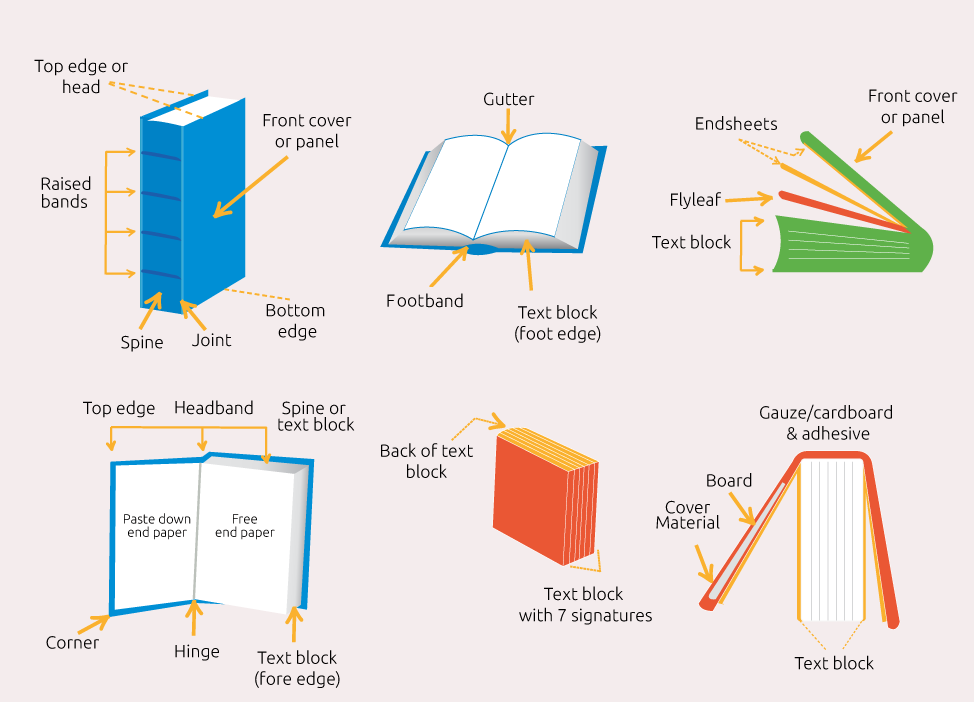 Top edge or
head
Front cover
or panel
Raised
bands
Spine
Joint
Bottom
edge
Gutter
Footband
Text block
(foot edge)
Front cover
or panel
Endsheets
Flyleaf
Text block
Top edge
Headband
Spine or
text block
Paste down
end paper
Free
end paper
Corner
Hinge
Text block
(fore edge)
Back of text
block
Text block
with 7 signatures
Gauze/cardboard
& adhesive
Board
Cover
Material
Text block